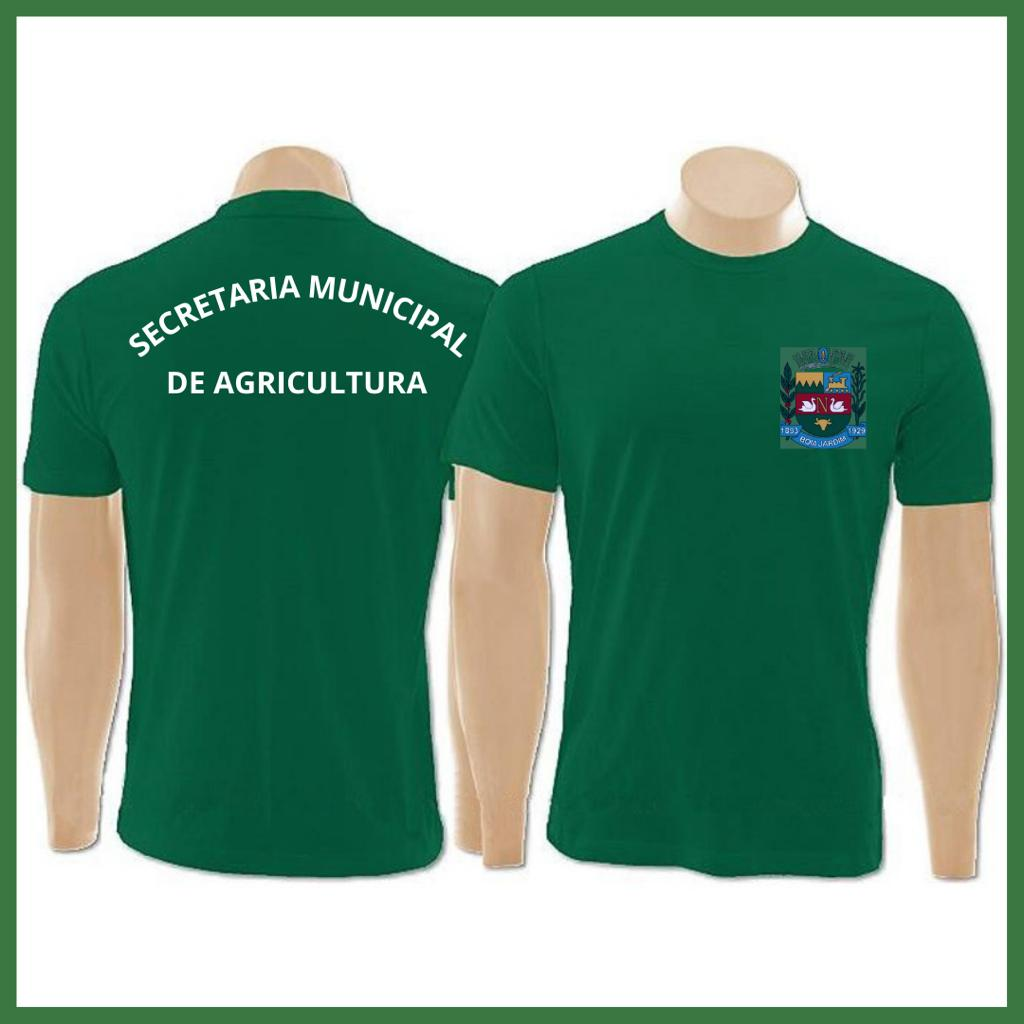 SECRETARIA MUNICIPAL
DE AGRICULTURA
N
1893 1929
BOM JARDIM